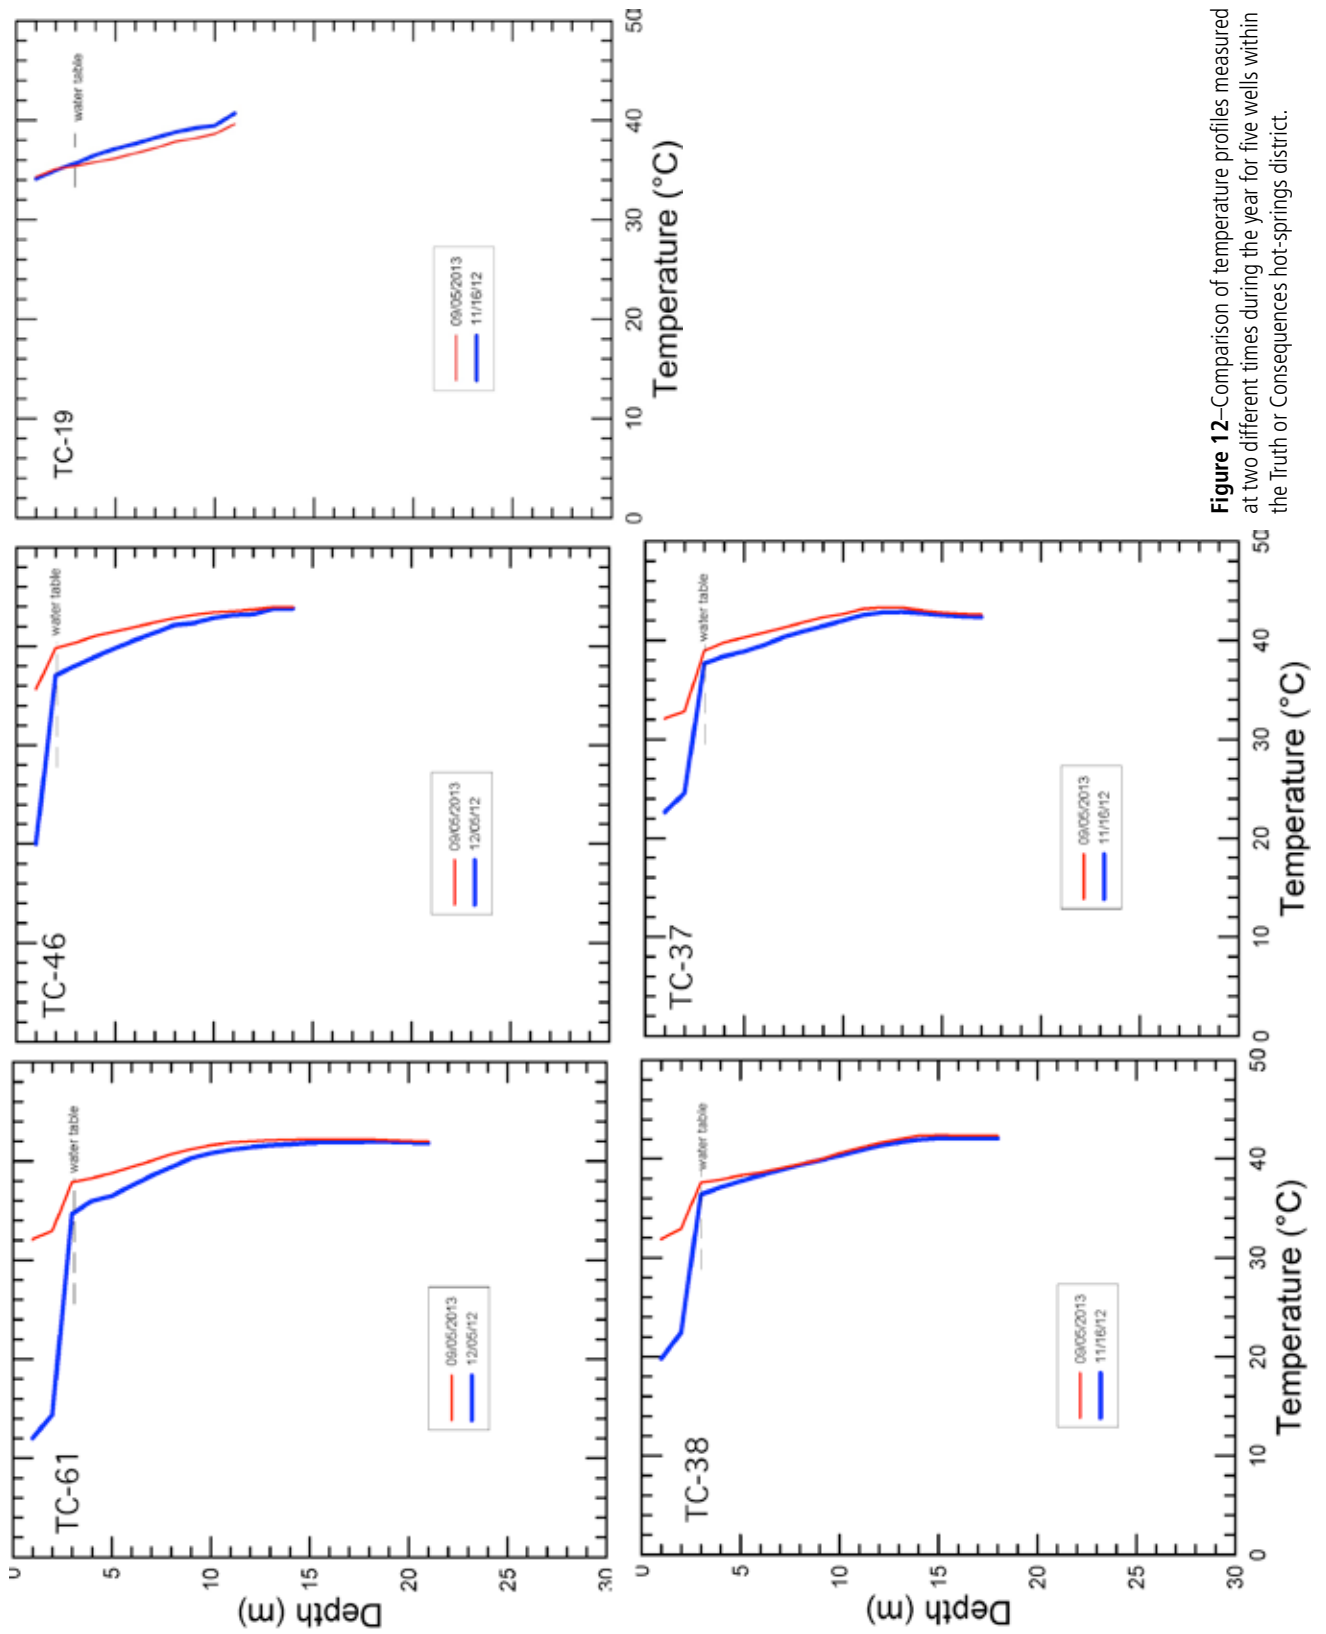 TC-61
water table
09/05/2013
12/05/12
0
5
10
15
20
25
30
Depth (m)
TC-46
water table
09/05/2013
12/05/12
TC-19
water table
09/05/2013
11/16/12
0 10 20 30 40 50
Temperature (°C)
TC-38
water table
09/05/2013
11/16/12
0
5
10
15
20
25
30
Depth (m)
0 10 20 30 40 50
Temperature (°C)
TC-37
water table
09/05/2013
11/16/12
0 10 20 30 40 50
Temperature (°C)
Figure 12–Comparison of temperature profiles measured
at two different times during the year for five wells within
the Truth or Consequences hot-springs district.